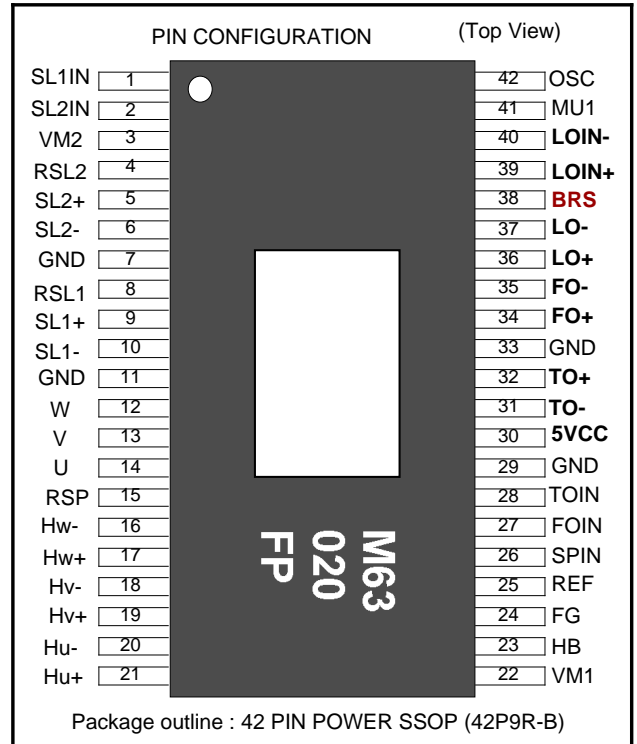 PIN CONFIGURATION (Top View)
SL1IN 1 42 OSC
SL2IN 2 41 MU1
VM2 3 40 LOIN-
RSL2 4 39 LOIN+
SL2+ 5 38 BRS
SL2- 6 37 LO-
GND 7 36 LO+
RSL1 8 35 FO-
SL1+ 9 34 FO+
SL1- 10 33 GND
GND 11 32 TO+
W 12 31 TO-
V 13 30 5VCC
U 14 29 GND
RSP 15 28 TOIN
Hw- 16 27 FOIN
Hw+ 17 26 SPIN
Hv- 18 25 REF
Hv+ 19 24 FG
Hu- 20 23 HB
Hu+ 21 22 VM1
M63
020
FP
Package outline : 42 PIN POWER SSOP (42P9R-B)